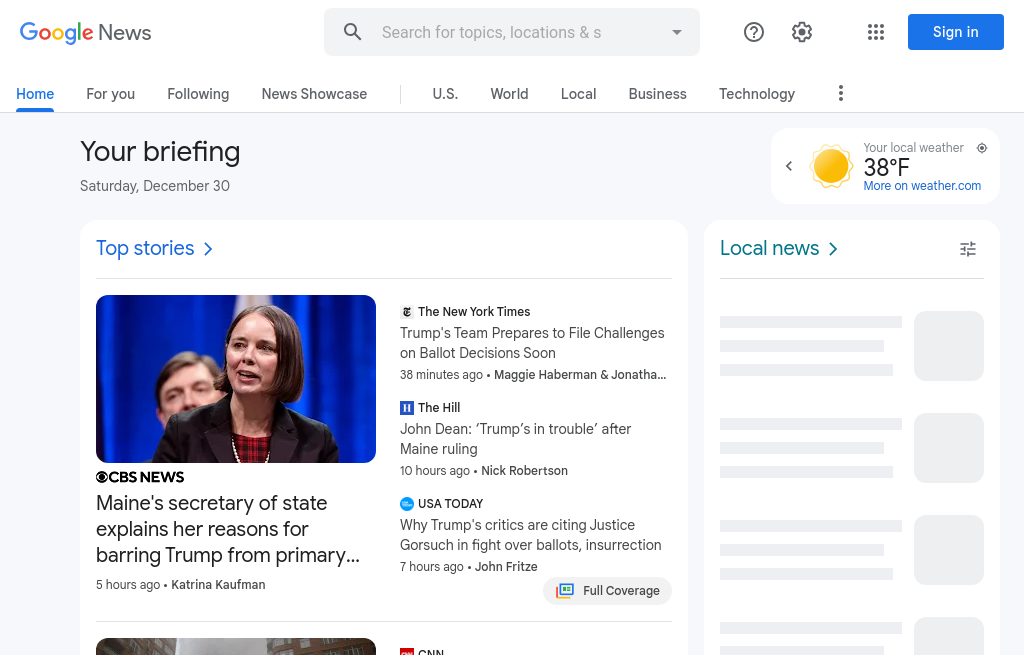 Google News
Search for topics, locations & s
Sign in
Home
For you
Following
News Showcase
U.S.
World
Local
Business
Technology
Your briefing
Saturday, December 30
Your local weather
38°F
More on weather.com
Top stories
CBS NEWS
Maine's secretary of state
explains her reasons for
barring Trump from primary…
5 hours ago • Katrina Kaufman
The New York Times
Trump's Team Prepares to File Challenges
on Ballot Decisions Soon
38 minutes ago • Maggie Haberman & Jonatha…
H The Hill
John Dean: ‘Trump’s in trouble’ after
Maine ruling
10 hours ago • Nick Robertson
USA TODAY
Why Trump's critics are citing Justice
Gorsuch in fight over ballots, insurrection
7 hours ago • John Fritze
Full Coverage
CNN
Local news